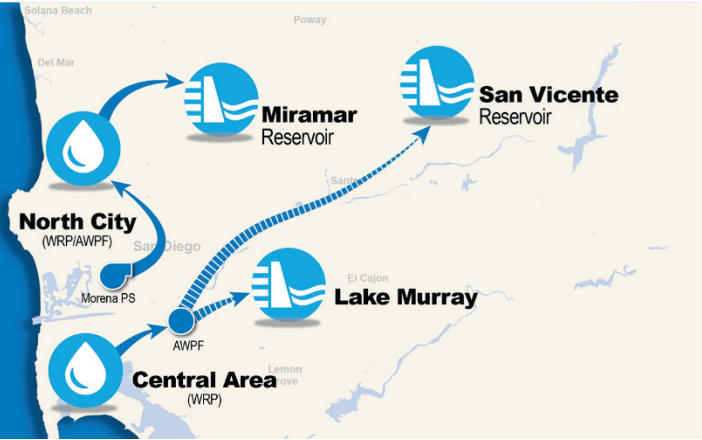 Solana Beach
Poway
Del Mar
Miramar
Reservoir
San Vicente
Reservoir
North City
(WRP/AWPF)
San Diego
Morena PS
El Cajon
Lake Murray
AWPF
Lemon
Central Area
(WRP)